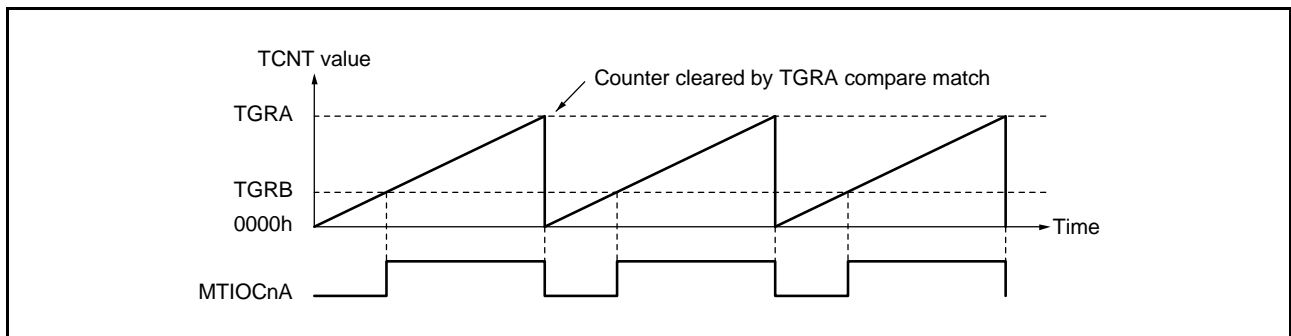 TCNT value
Counter cleared by TGRA compare match
TGRA
TGRB
0000h
Time
MTIOCnA